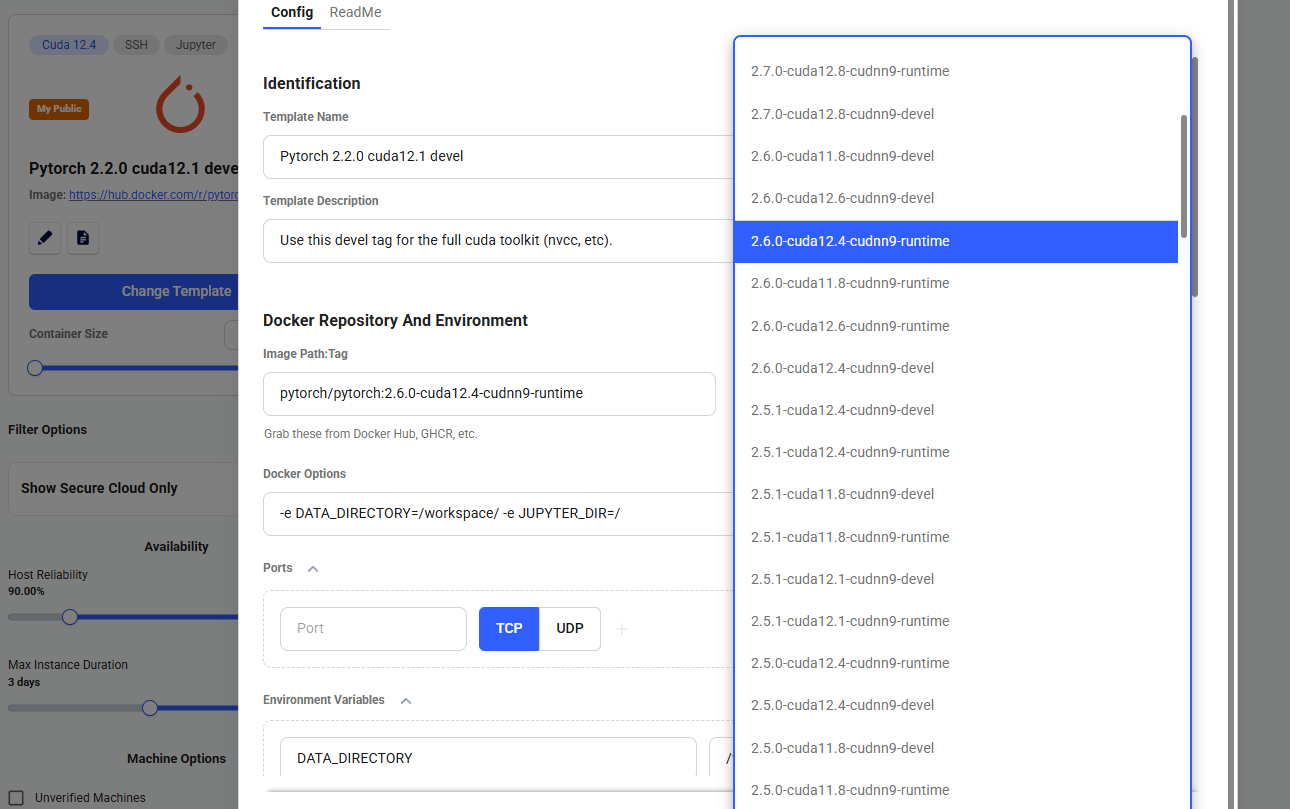 Config ReadMe
Cuda 12.4 SSH Jupyter
My Public
Pytorch 2.2.0 cuda12.1 deve
Image: https://hub.docker.com/r/pytorc
Change Template
Container Size
Filter Options
Show Secure Cloud Only
Availability
Host Reliability
90.00%
Max Instance Duration
3 days
Machine Options
Unverified Machines
Identification
Template Name
Pytorch 2.2.0 cuda12.1 devel
Template Description
Use this devel tag for the full cuda toolkit (nvcc, etc).
Docker Repository And Environment
Image Path:Tag
pytorch/pytorch:2.6.0-cuda12.4-cudnn9-runtime
Grab these from Docker Hub, GHCR, etc.
Docker Options
-e DATA_DIRECTORY=/workspace/ -e JUPYTER_DIR=/
Ports
Port TCP UDP +
Environment Variables
DATA_DIRECTORY
2.7.0-cuda12.8-cudnn9-runtime
2.7.0-cuda12.8-cudnn9-devel
2.6.0-cuda11.8-cudnn9-devel
2.6.0-cuda12.6-cudnn9-devel
2.6.0-cuda12.4-cudnn9-runtime
2.6.0-cuda11.8-cudnn9-runtime
2.6.0-cuda12.6-cudnn9-runtime
2.6.0-cuda12.4-cudnn9-devel
2.5.1-cuda12.4-cudnn9-devel
2.5.1-cuda12.4-cudnn9-runtime
2.5.1-cuda11.8-cudnn9-devel
2.5.1-cuda11.8-cudnn9-runtime
2.5.1-cuda12.1-cudnn9-devel
2.5.1-cuda12.1-cudnn9-runtime
2.5.0-cuda12.4-cudnn9-runtime
2.5.0-cuda12.4-cudnn9-devel
2.5.0-cuda11.8-cudnn9-devel
2.5.0-cuda11.8-cudnn9-runtime